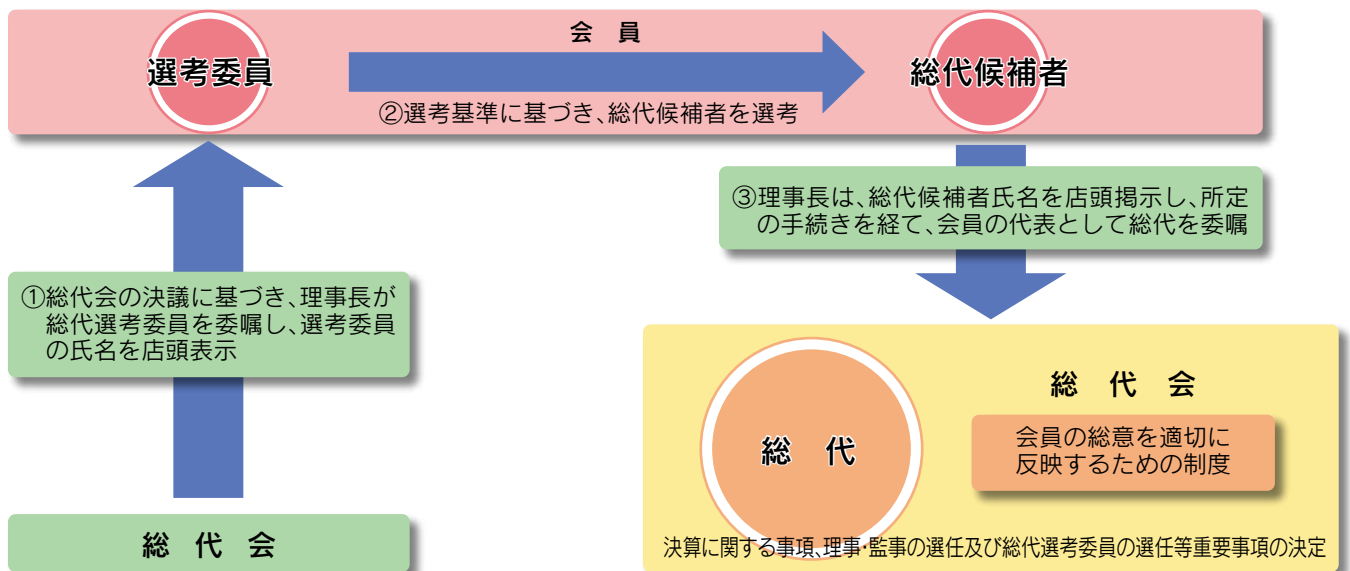 会 員
選考委員
総代候補者
②選考基準に基づき、総代候補者を選考
③理事長は、総代候補者氏名を店頭掲示し、所定
の手続きを経て、会員の代表として総代を委嘱
①総代会の決議に基づき、理事長が
総代選考委員を委嘱し、選考委員
の氏名を店頭表示
総 代 会
総 代 会
総 代
会員の総意を適切に
反映するための制度
決算に関する事項、理事・監事の選任及び総代選考委員の選任等重要事項の決定